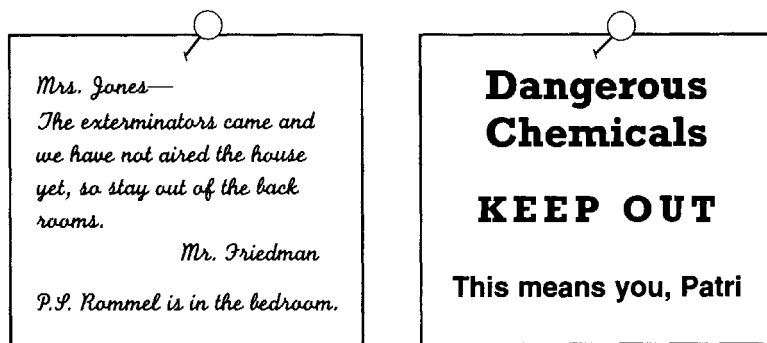 Mrs. Jones—
The exterminators came and
we have not aired the house
yet, so stay out of the back
rooms.
Mr. Friedman
P.S. Rommel is in the bedroom.
Dangerous
Chemicals
KEEP OUT
This means you, Patri